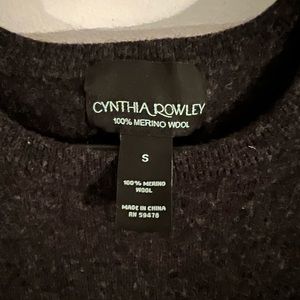 CYNTHIA ROWLEY
100% MERINO WOOL
S
100% MERINO
WOOL
MADE IN CHINA
RN 59478